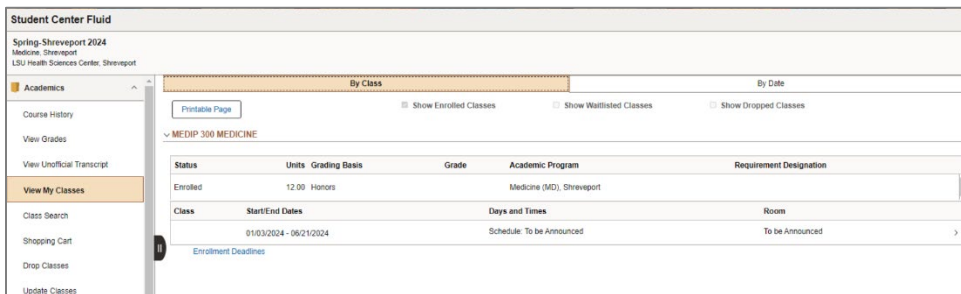 Student Center Fluid
Spring-Shreveport 2024
Medicine, Shreveport
LSU Health Sciences Center, Shreveport
Academics
Course History
View Grades
View Unofficial Transcript
View My Classes
Class Search
Shopping Cart
Drop Classes
Update Classes
By Class By Date
Printable Page Show Enrolled Classes Show Waitlisted Classes Show Dropped Classes
MEDIP 300 MEDICINE
Status Units Grading Basis Grade Academic Program Requirement Designation
Enrolled 12.00 Honors Medicine (MD), Shreveport
Class Start/End Dates Days and Times Room
01/03/2024 - 06/21/2024 Schedule: To be Announced To be Announced
Enrollment Deadlines